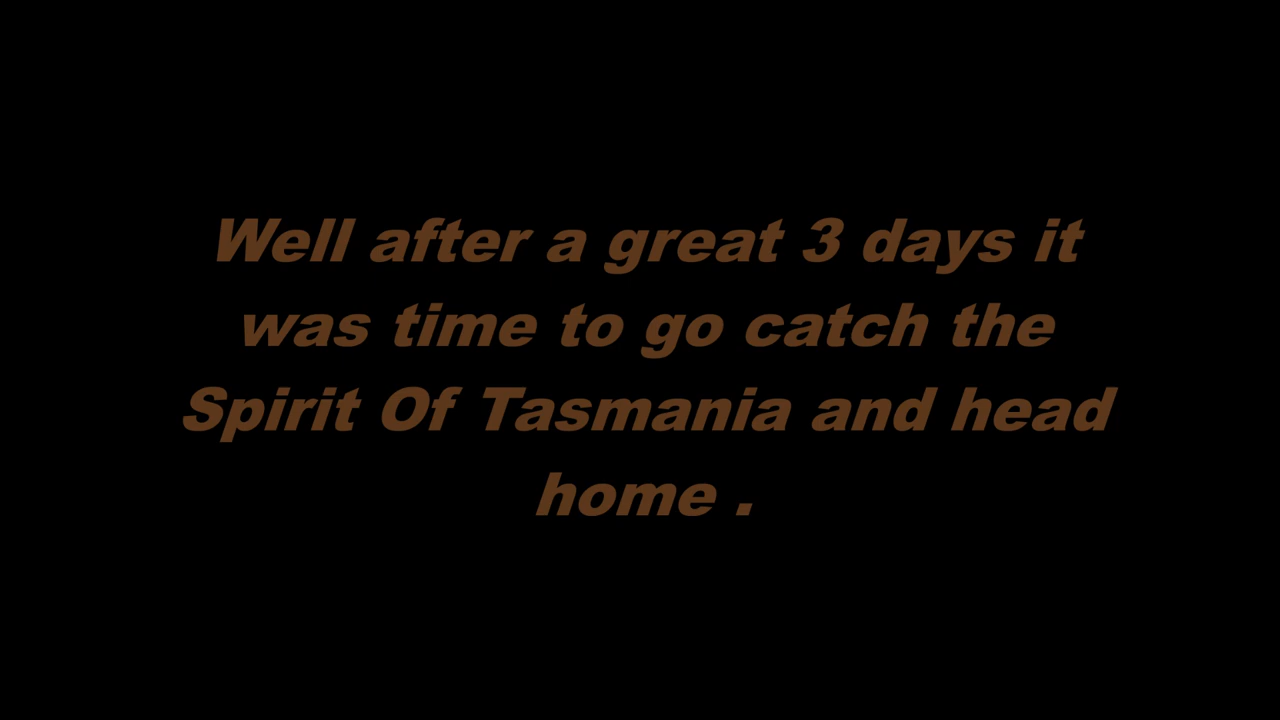 Well after a great 3 days it
was time to go catch the
Spirit Of Tasmania and head
home .